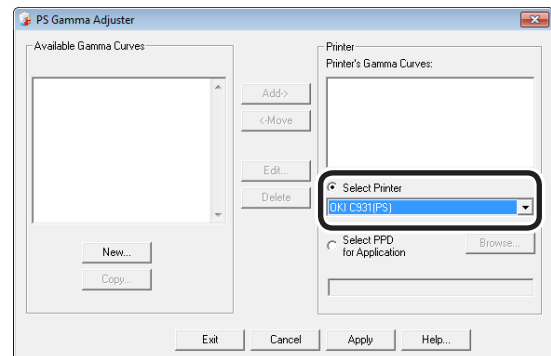 PS Gamma Adjuster
Available Gamma Curves
Printer
Printer's Gamma Curves:
Add->
<-Move
Edit...
Delete
Select Printer
OKI C931(PS)
New...
Copy...
Select PPD
for Application
Browse...
Exit
Cancel
Apply
Help...